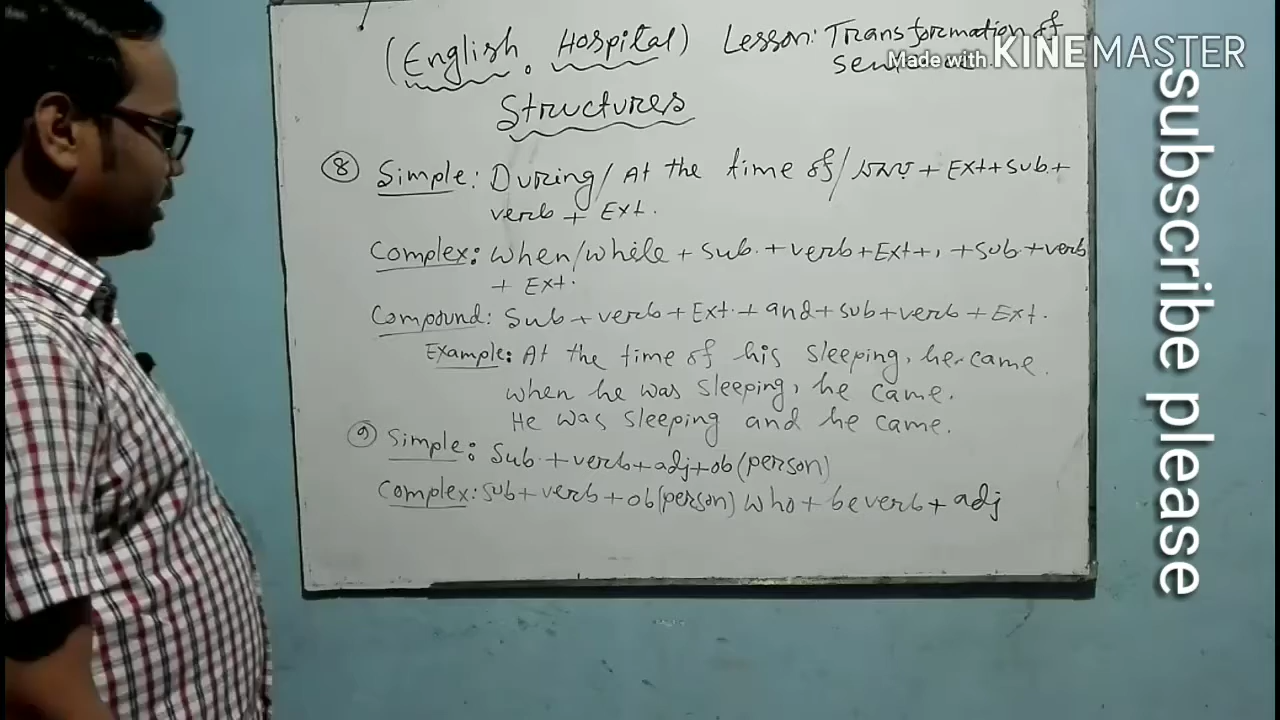 (English Hospital) Lesson: Transformation of
Made with KINEMASTER
Structures
8 Simple: During/ At the time of/ সময় + Ext + sub. +
verb + Ext.
Complex: when/while + sub. + verb + Ext +, + sub. + verb
+ Ext.
Compound: Sub + verb + Ext. + and + sub + verb + Ext.
Example: At the time of his sleeping, he came.
when he was sleeping, he came.
He was sleeping and he came.
9 Simple: Sub. + verb + adj + ob (person)
Complex: sub + verb + ob (person) who + be verb + adj
subscribe please